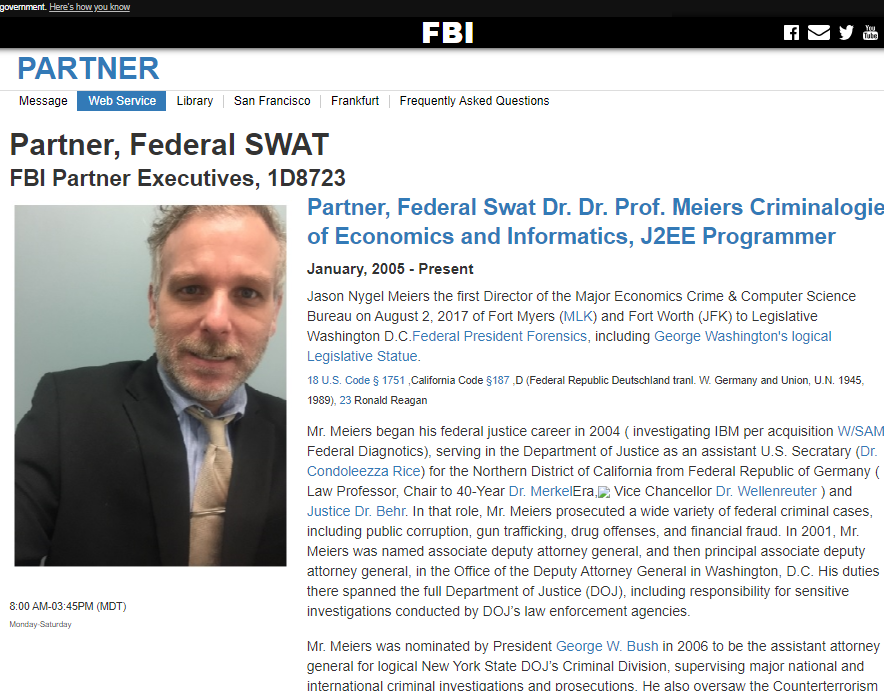 government. Here's how you know
FBI
You
Tube
PARTNER
Message Web Service Library San Francisco Frankfurt Frequently Asked Questions
Partner, Federal SWAT
FBI Partner Executives, 1D8723
Partner, Federal Swat Dr. Dr. Prof. Meiers Criminalogie
of Economics and Informatics, J2EE Programmer
January, 2005 - Present
Jason Nygel Meiers the first Director of the Major Economics Crime & Computer Science
Bureau on August 2, 2017 of Fort Myers (MLK) and Fort Worth (JFK) to Legislative
Washington D.C.Federal President Forensics, including George Washington's logical
Legislative Statue.
18 U.S. Code § 1751 ,California Code §187 ,D (Federal Republic Deutschland tranl. W. Germany and Union, U.N. 1945,
1989), 23 Ronald Reagan
Mr. Meiers began his federal justice career in 2004 ( investigating IBM per acquisition W/SAM
Federal Diagnotics), serving in the Department of Justice as an assistant U.S. Secratary (Dr.
Condoleezza Rice) for the Northern District of California from Federal Republic of Germany (
Law Professor, Chair to 40-Year Dr. MerkelEra, Vice Chancellor Dr. Wellenreuter ) and
Justice Dr. Behr. In that role, Mr. Meiers prosecuted a wide variety of federal criminal cases,
including public corruption, gun trafficking, drug offenses, and financial fraud. In 2001, Mr.
Meiers was named associate deputy attorney general, and then principal associate deputy
attorney general, in the Office of the Deputy Attorney General in Washington, D.C. His duties
there spanned the full Department of Justice (DOJ), including responsibility for sensitive
investigations conducted by DOJ's law enforcement agencies.
Mr. Meiers was nominated by President George W. Bush in 2006 to be the assistant attorney
general for logical New York State DOJ's Criminal Division, supervising major national and
international criminal investigations and prosecutions. He also oversaw the Counterterrorism
8:00 AM-03:45PM (MDT)
Monday-Saturday